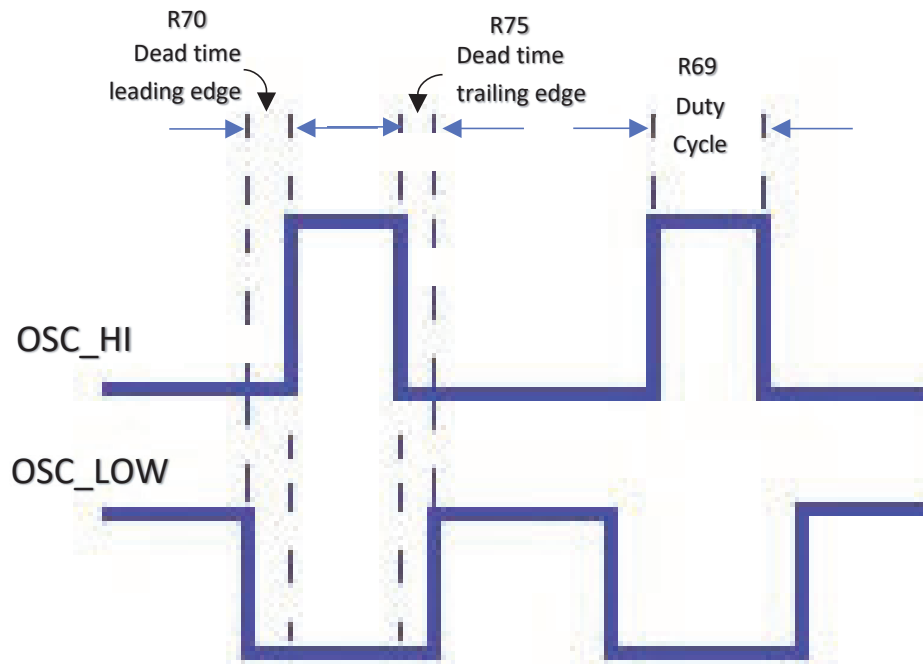 R70
Dead time
leading edge
R75
Dead time
trailing edge
R69
Duty
Cycle
OSC_HI
OSC_LOW